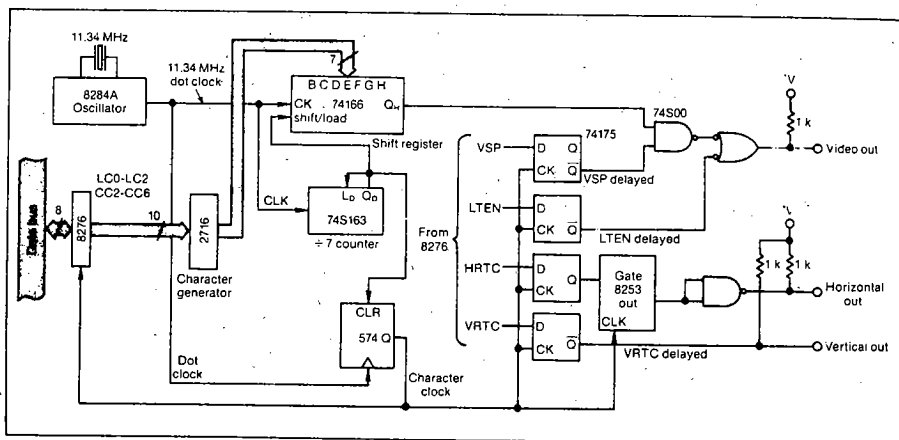 11.34 MHz
8284A
Oscillator
11.34 MHz
dot clock
7
B C D E F G H
CK 74166 QH
shift/load
Shift register
74S00
V
1 k
Video out
VSP
D Q
74175
CK Q
VSP delayed
LC0-LC2
CC2-CC6
CLK
LD QD
74S163
÷ 7 counter
8
8276
10
2716
Character
generator
From
8276
LTEN
D
CK Q
LTEN delayed
1 k
1 k
HRTC
D Q
CK
Gate
8253
out
CLK
Horizontal
out
CLR
574 Q
VRTC
D
CK Q
VRTC delayed
Vertical out
Dot
clock
Character
clock